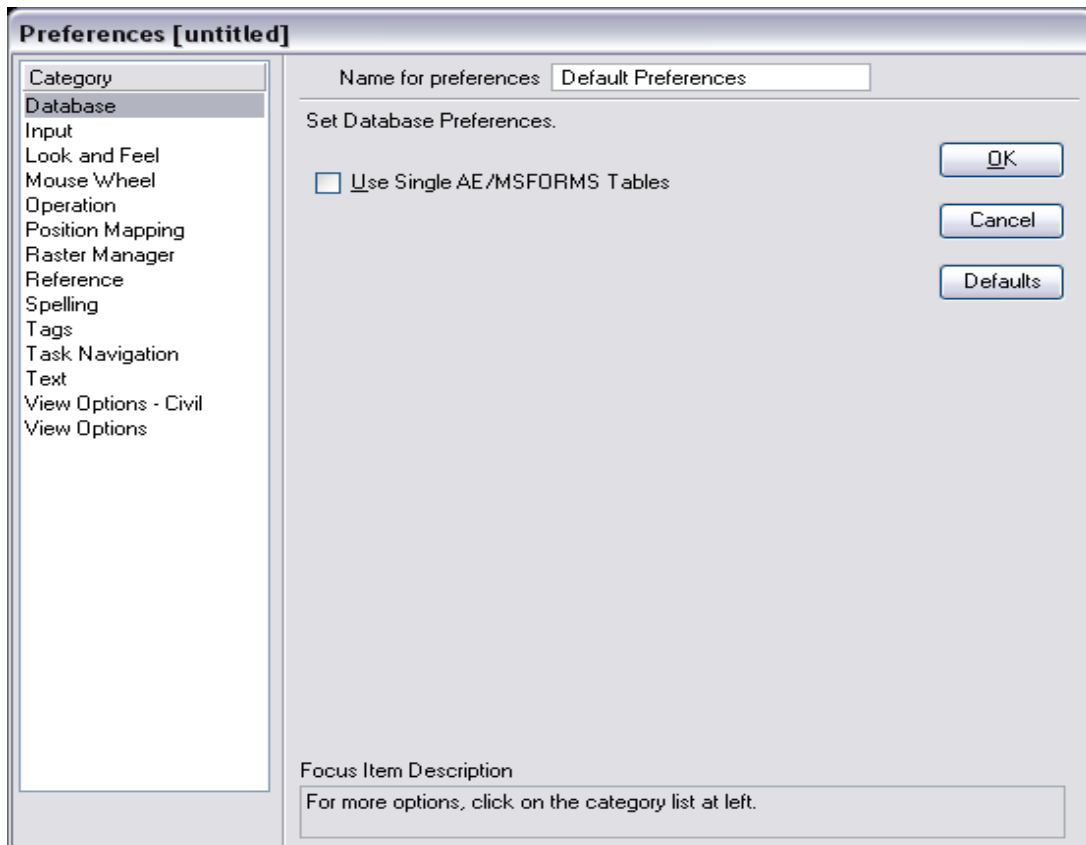 Preferences [untitled]
Category
Database
Input
Look and Feel
Mouse Wheel
Operation
Position Mapping
Raster Manager
Reference
Spelling
Tags
Task Navigation
Text
View Options - Civil
View Options
Name for preferences Default Preferences
Set Database Preferences.
Use Single AE/MSFORMS Tables
OK
Cancel
Defaults
Focus Item Description
For more options, click on the category list at left.